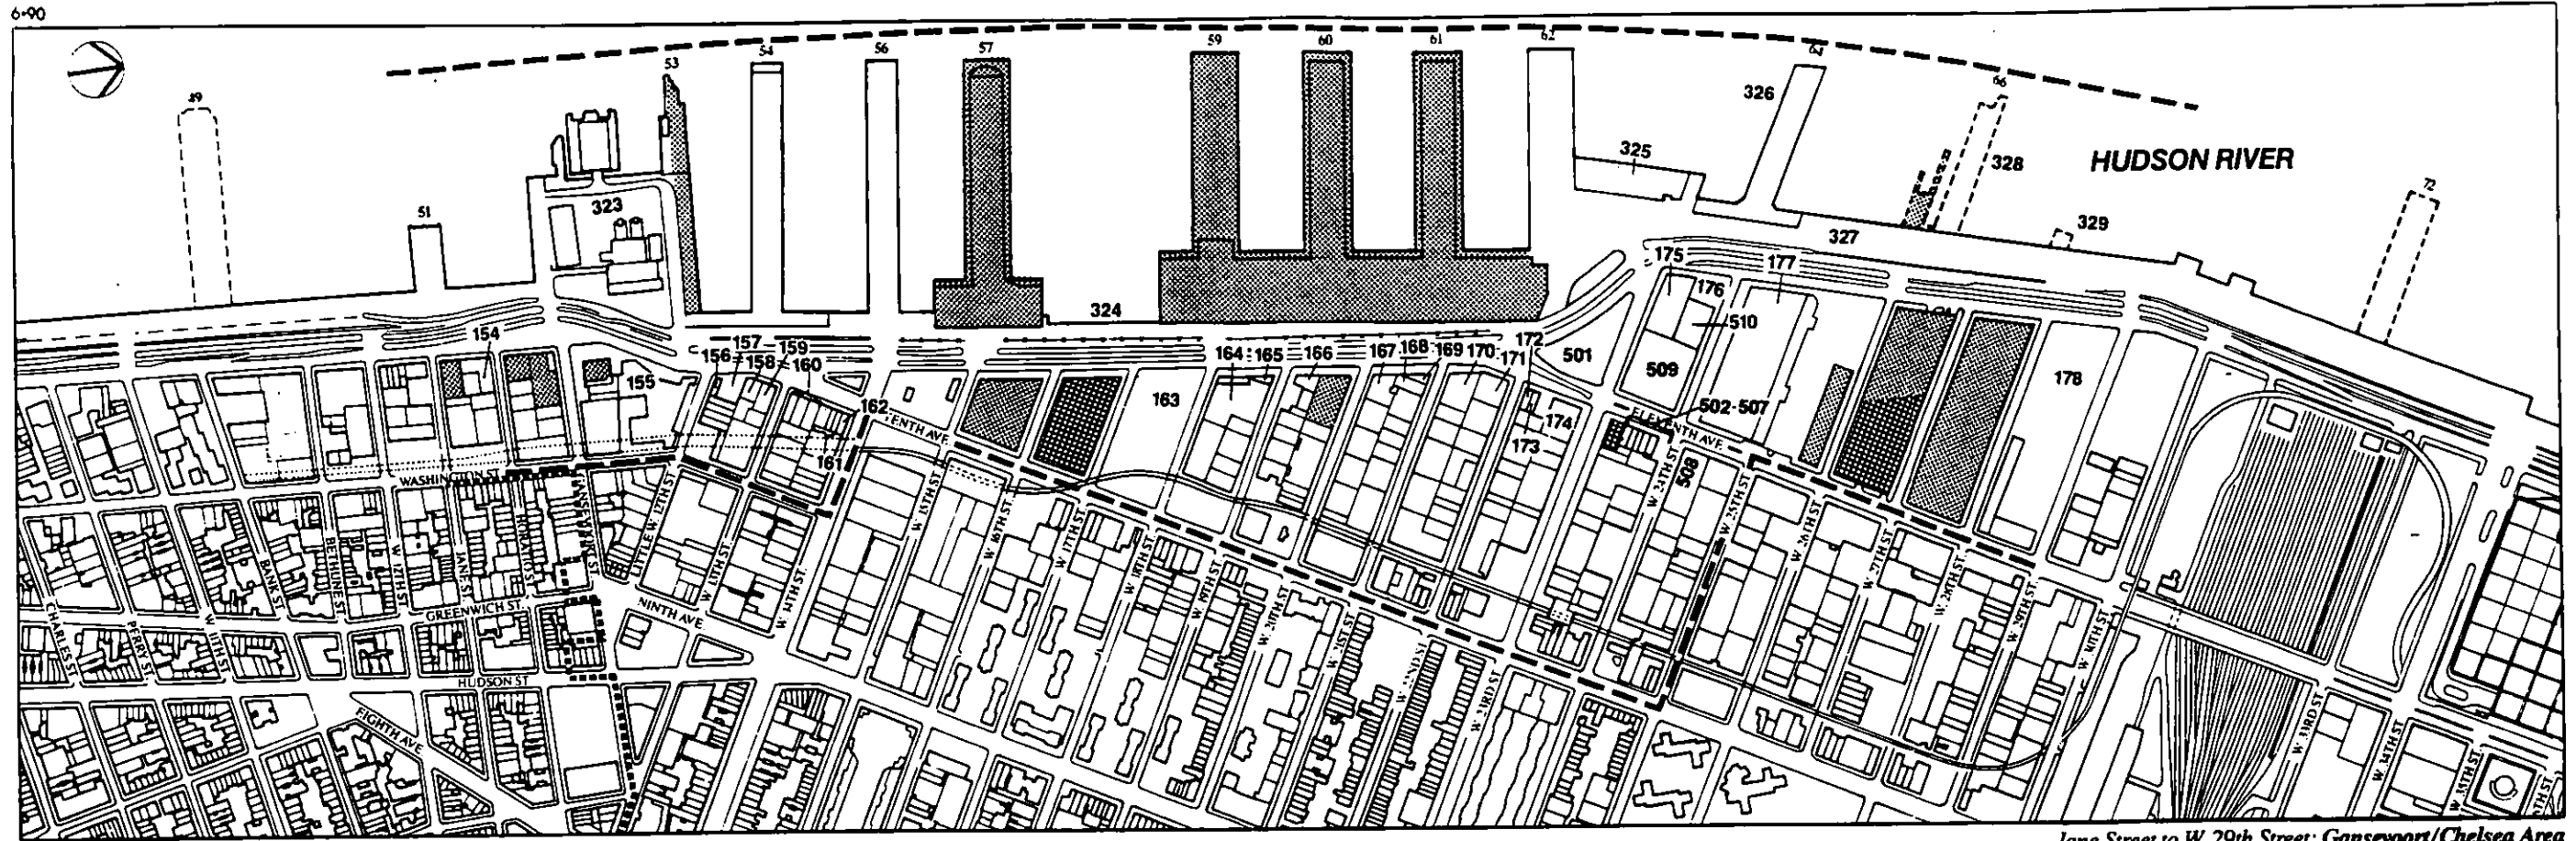 6·90
49
51
53
54
56
57
59
60
61
62
64
66
72
HUDSON RIVER
323
324
325
326
327
328
329
154
155
156
157
158
159
160
161
162
163
164
165
166
167
168
169
170
171
172
173
174
175
176
177
178
501
502-507
508
509
510
TENTH AVE
ELEVENTH AVE
WASHINGTON ST
GREENWICH ST.
HUDSON ST
EIGHTH AVE
NINTH AVE
CHARLES ST
PERRY ST
W 11TH ST
BANK ST
BETHUNE ST
W 12TH ST
JANE ST
HORATIO ST
GANSEVOORT ST
LITTLE W 12TH ST
W 13TH ST.
W 14TH ST.
W 15TH ST
W 16TH ST
W 17TH ST
W 18TH ST.
W 19TH ST
W. 20TH ST
W 21ST ST
W 22ND ST
W 23RD ST
W 24TH ST
W 25TH ST
W 26TH ST
W 27TH ST
W 28TH ST.
W 29TH ST.
W 30TH ST
W 33RD ST
W 34TH ST
W 35TH ST
Jane Street to W. 29th Street: Gansevoort/Chelsea Area